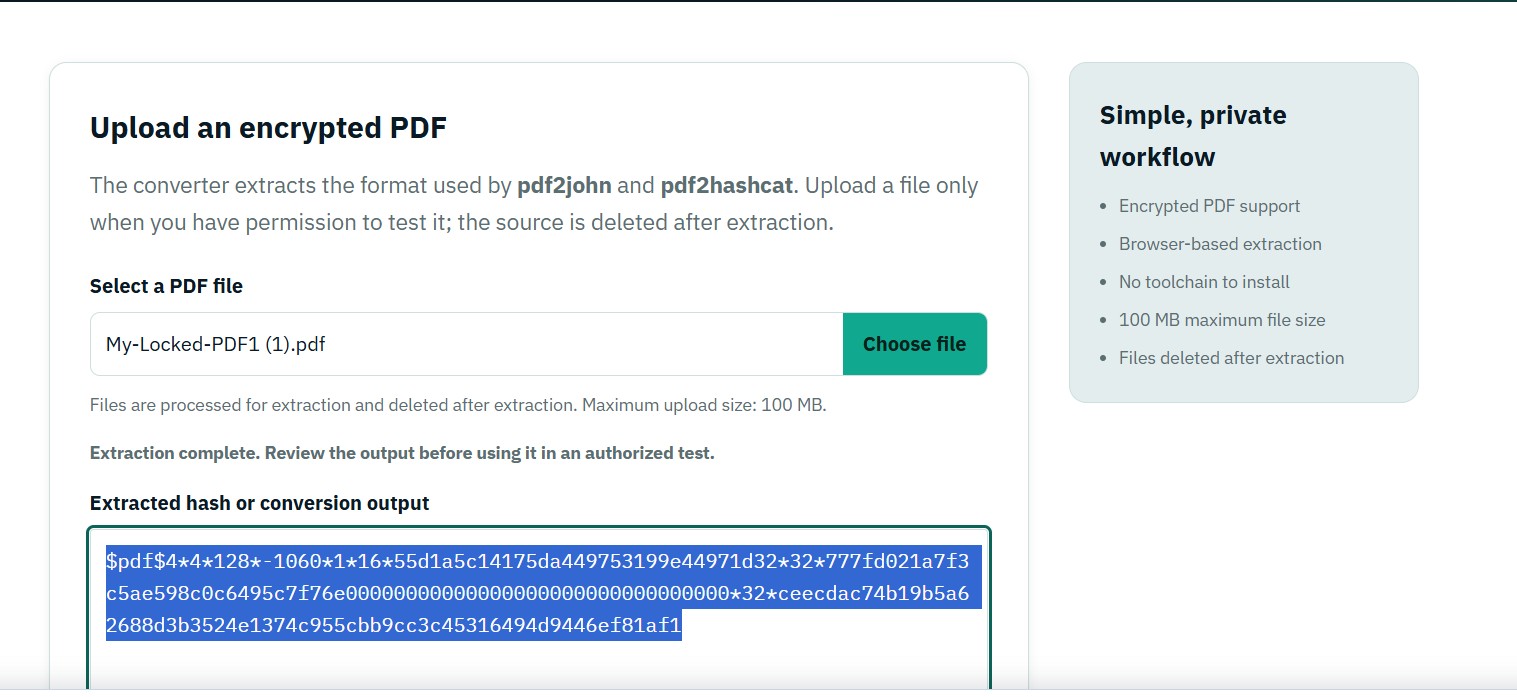 Upload an encrypted PDF
The converter extracts the format used by pdf2john and pdf2hashcat. Upload a file only
when you have permission to test it; the source is deleted after extraction.
Select a PDF file
My-Locked-PDF1 (1).pdf
Choose file
Files are processed for extraction and deleted after extraction. Maximum upload size: 100 MB.
Extraction complete. Review the output before using it in an authorized test.
Extracted hash or conversion output
$pdf$4*4*128*-1060*1*16*55d1a5c14175da449753199e44971d32*32*777fd021a7f3
c5ae598c0c6495c7f76e00000000000000000000000000000000*32*ceecdac74b19b5a6
2688d3b3524e1374c955cbb9cc3c45316494d9446ef81af1
Simple, private
workflow
• Encrypted PDF support
• Browser-based extraction
• No toolchain to install
• 100 MB maximum file size
• Files deleted after extraction